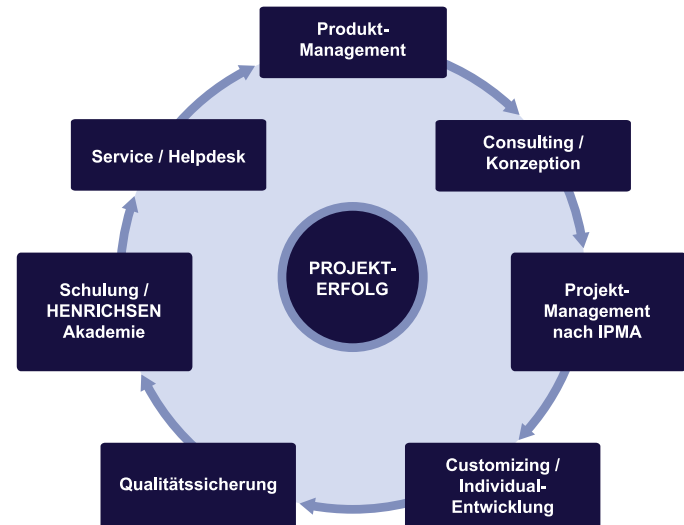 Produkt-
Management
Consulting /
Konzeption
Projekt-
Management
nach IPMA
Customizing /
Individual-
Entwicklung
Qualitätssicherung
Schulung /
HENRICHSEN
Akademie
Service / Helpdesk
PROJEKT-
ERFOLG